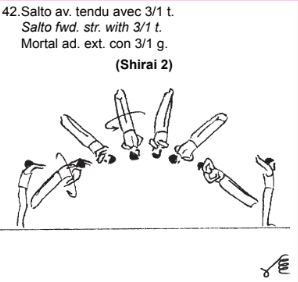 42.Salto av. tendu avec 3/1 t.
Salto fwd. str. with 3/1 t.
Mortal ad. ext. con 3/1 g.
(Shirai 2)